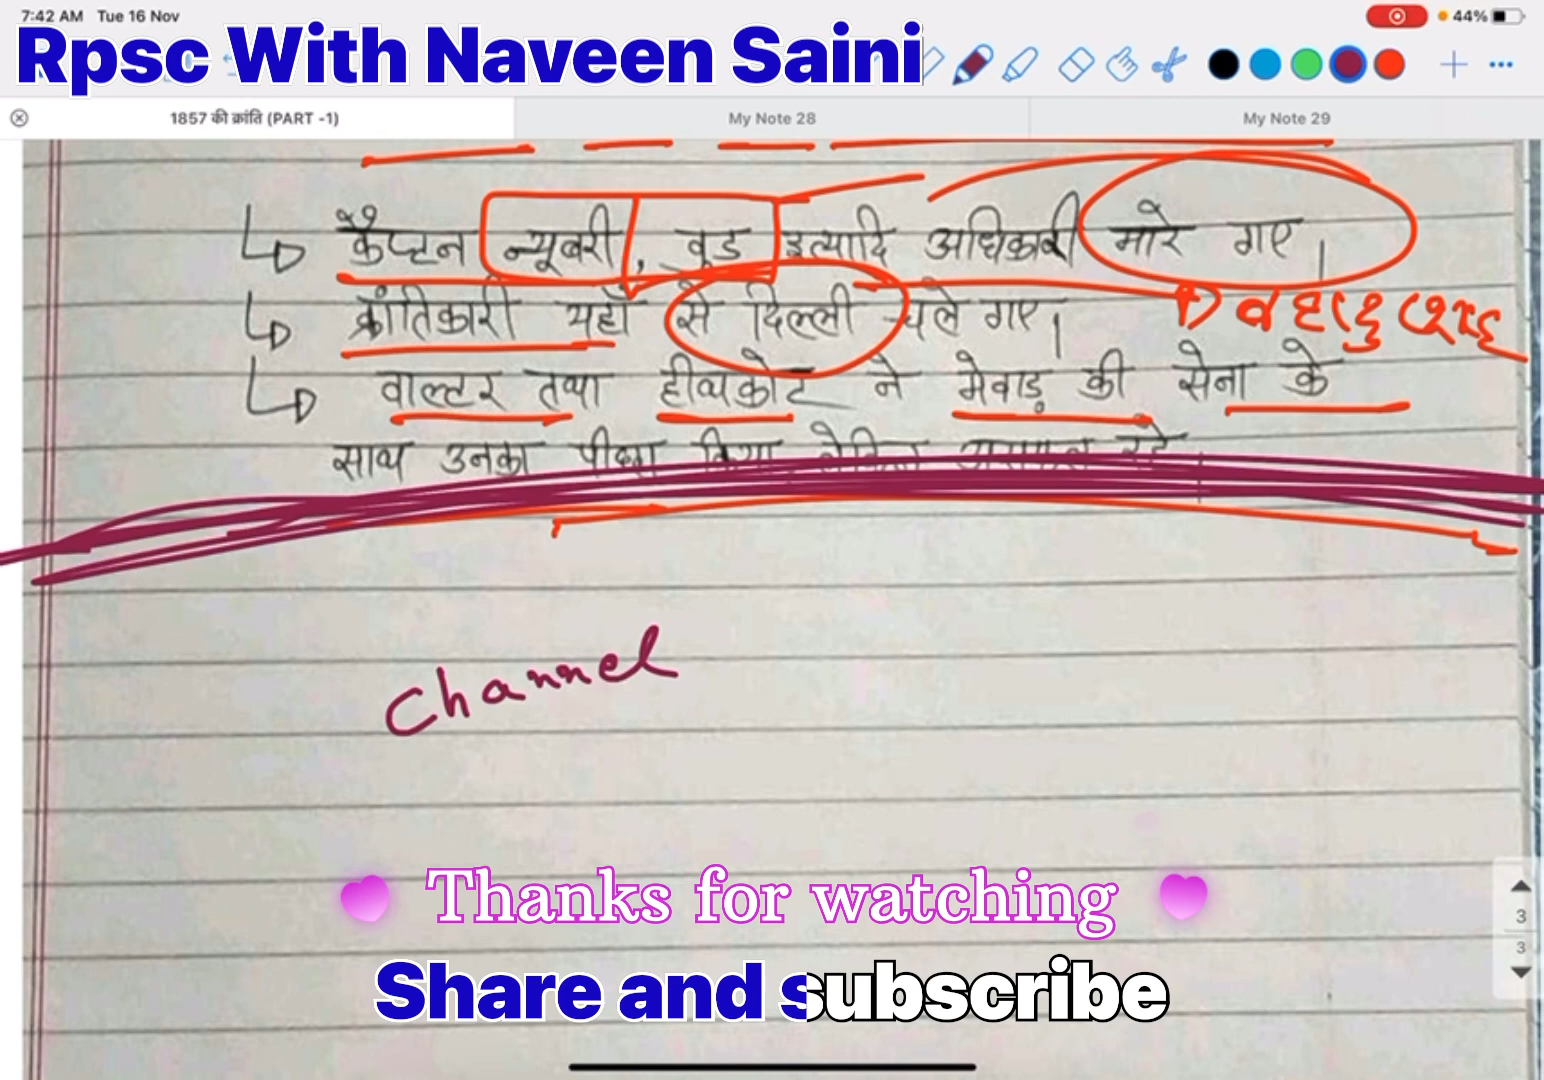 7:42 AM Tue 16 Nov
44%
Rpsc With Naveen Saini
1857 की क्रांति (PART -1)
My Note 28
My Note 29
कैप्टन न्यूबरी, वुड इत्यादि अधिकारी मारे गए।
क्रांतिकारी यहाँ से दिल्ली चले गए।
वाल्टर तथा हीथकोट ने मेवाड़ की सेना के
साथ उनका पीछा किया लेकिन असफल रहे
Channel
Thanks for watching
3
3
Share and subscribe